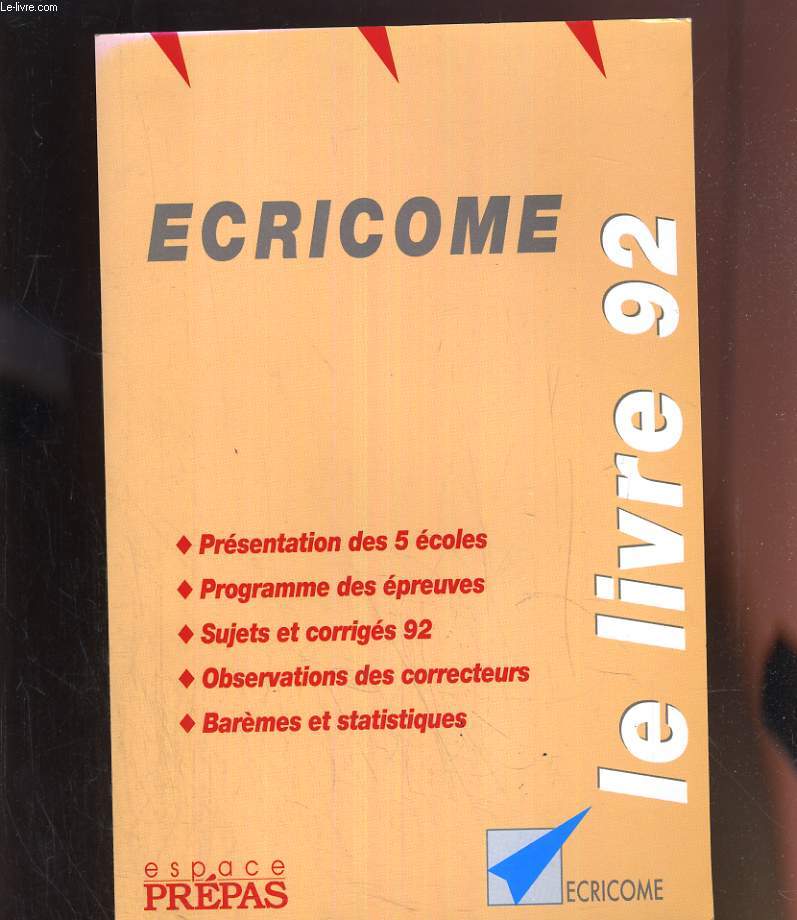 Le-livre.com
ECRICOME
le livre 92
♦ Présentation des 5 écoles
♦ Programme des épreuves
♦ Sujets et corrigés 92
♦ Observations des correcteurs
♦ Barèmes et statistiques
espace
PRÉPAS
ECRICOME